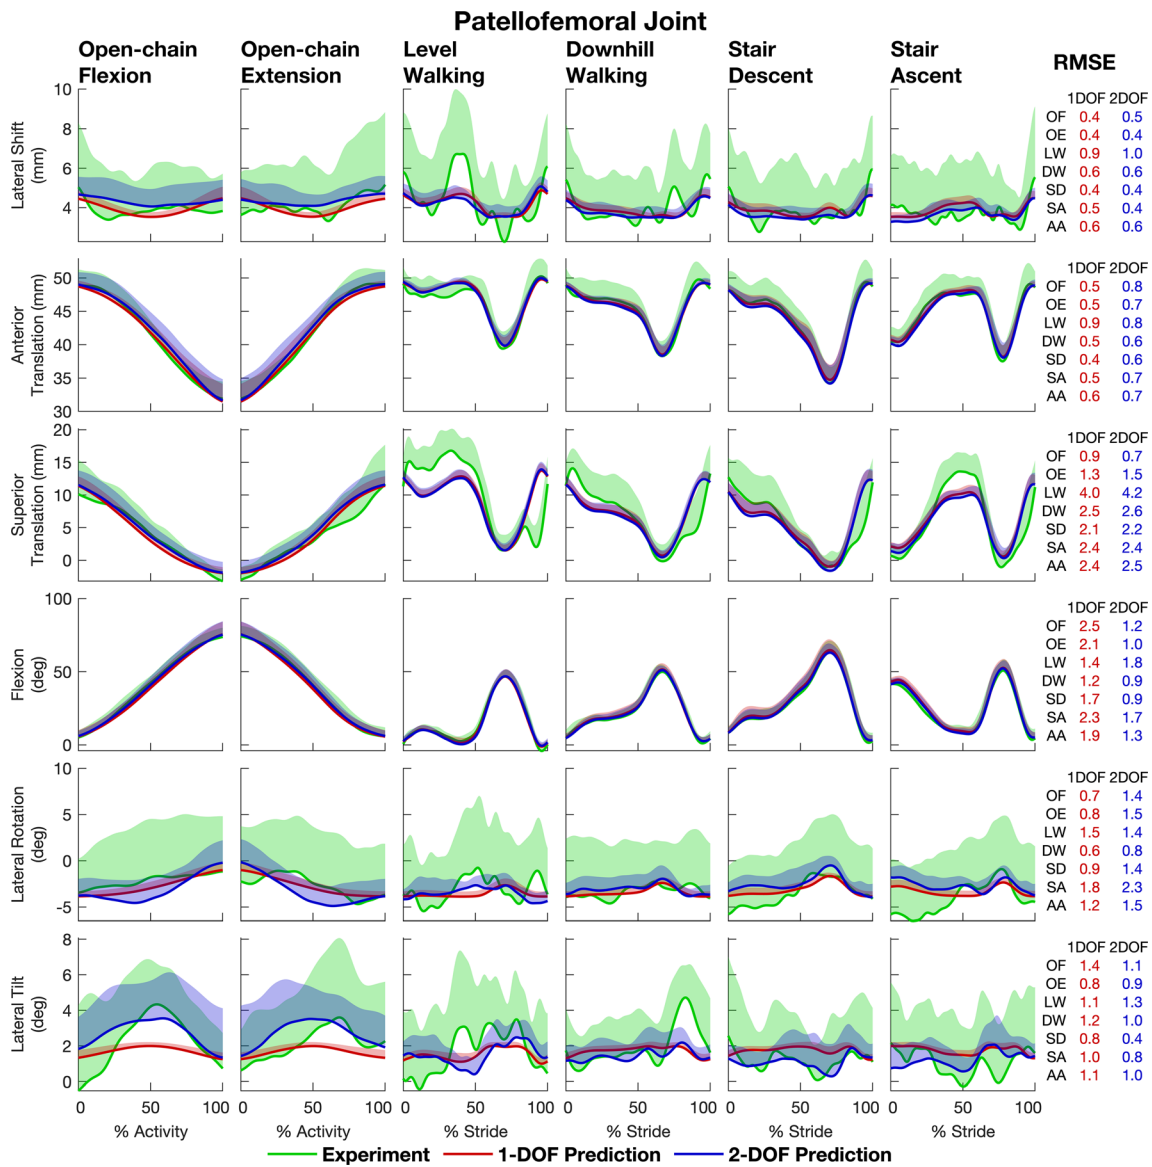 Patellofemoral Joint
Open-chain Flexion
Open-chain Extension
Level Walking
Downhill Walking
Stair Descent
Stair Ascent
RMSE
Lateral Shift (mm)
10
8
6
4
1DOF 2DOF
OF 0.4 0.5
OE 0.4 0.4
LW 0.9 1.0
DW 0.6 0.6
SD 0.4 0.4
SA 0.5 0.4
AA 0.6 0.6
Anterior Translation (mm)
50
45
40
35
30
1DOF 2DOF
OF 0.5 0.8
OE 0.5 0.7
LW 0.9 0.8
DW 0.5 0.6
SD 0.4 0.6
SA 0.5 0.7
AA 0.6 0.7
Superior Translation (mm)
20
15
10
5
0
1DOF 2DOF
OF 0.9 0.7
OE 1.3 1.5
LW 4.0 4.2
DW 2.5 2.6
SD 2.1 2.2
SA 2.4 2.4
AA 2.4 2.5
Flexion (deg)
100
50
0
1DOF 2DOF
OF 2.5 1.2
OE 2.1 1.0
LW 1.4 1.8
DW 1.2 0.9
SD 1.7 0.9
SA 2.3 1.7
AA 1.9 1.3
Lateral Rotation (deg)
10
5
0
-5
1DOF 2DOF
OF 0.7 1.4
OE 0.8 1.5
LW 1.5 1.4
DW 0.6 0.8
SD 0.9 1.4
SA 1.8 2.3
AA 1.2 1.5
Lateral Tilt (deg)
8
6
4
2
0
1DOF 2DOF
OF 1.4 1.1
OE 0.8 0.9
LW 1.1 1.3
DW 1.2 1.0
SD 0.8 0.4
SA 1.0 0.8
AA 1.1 1.0
0 50 100 0 50 100 0 50 100 0 50 100 0 50 100 0 50 100
% Activity % Activity % Stride % Stride % Stride % Stride
Experiment 1-DOF Prediction 2-DOF Prediction